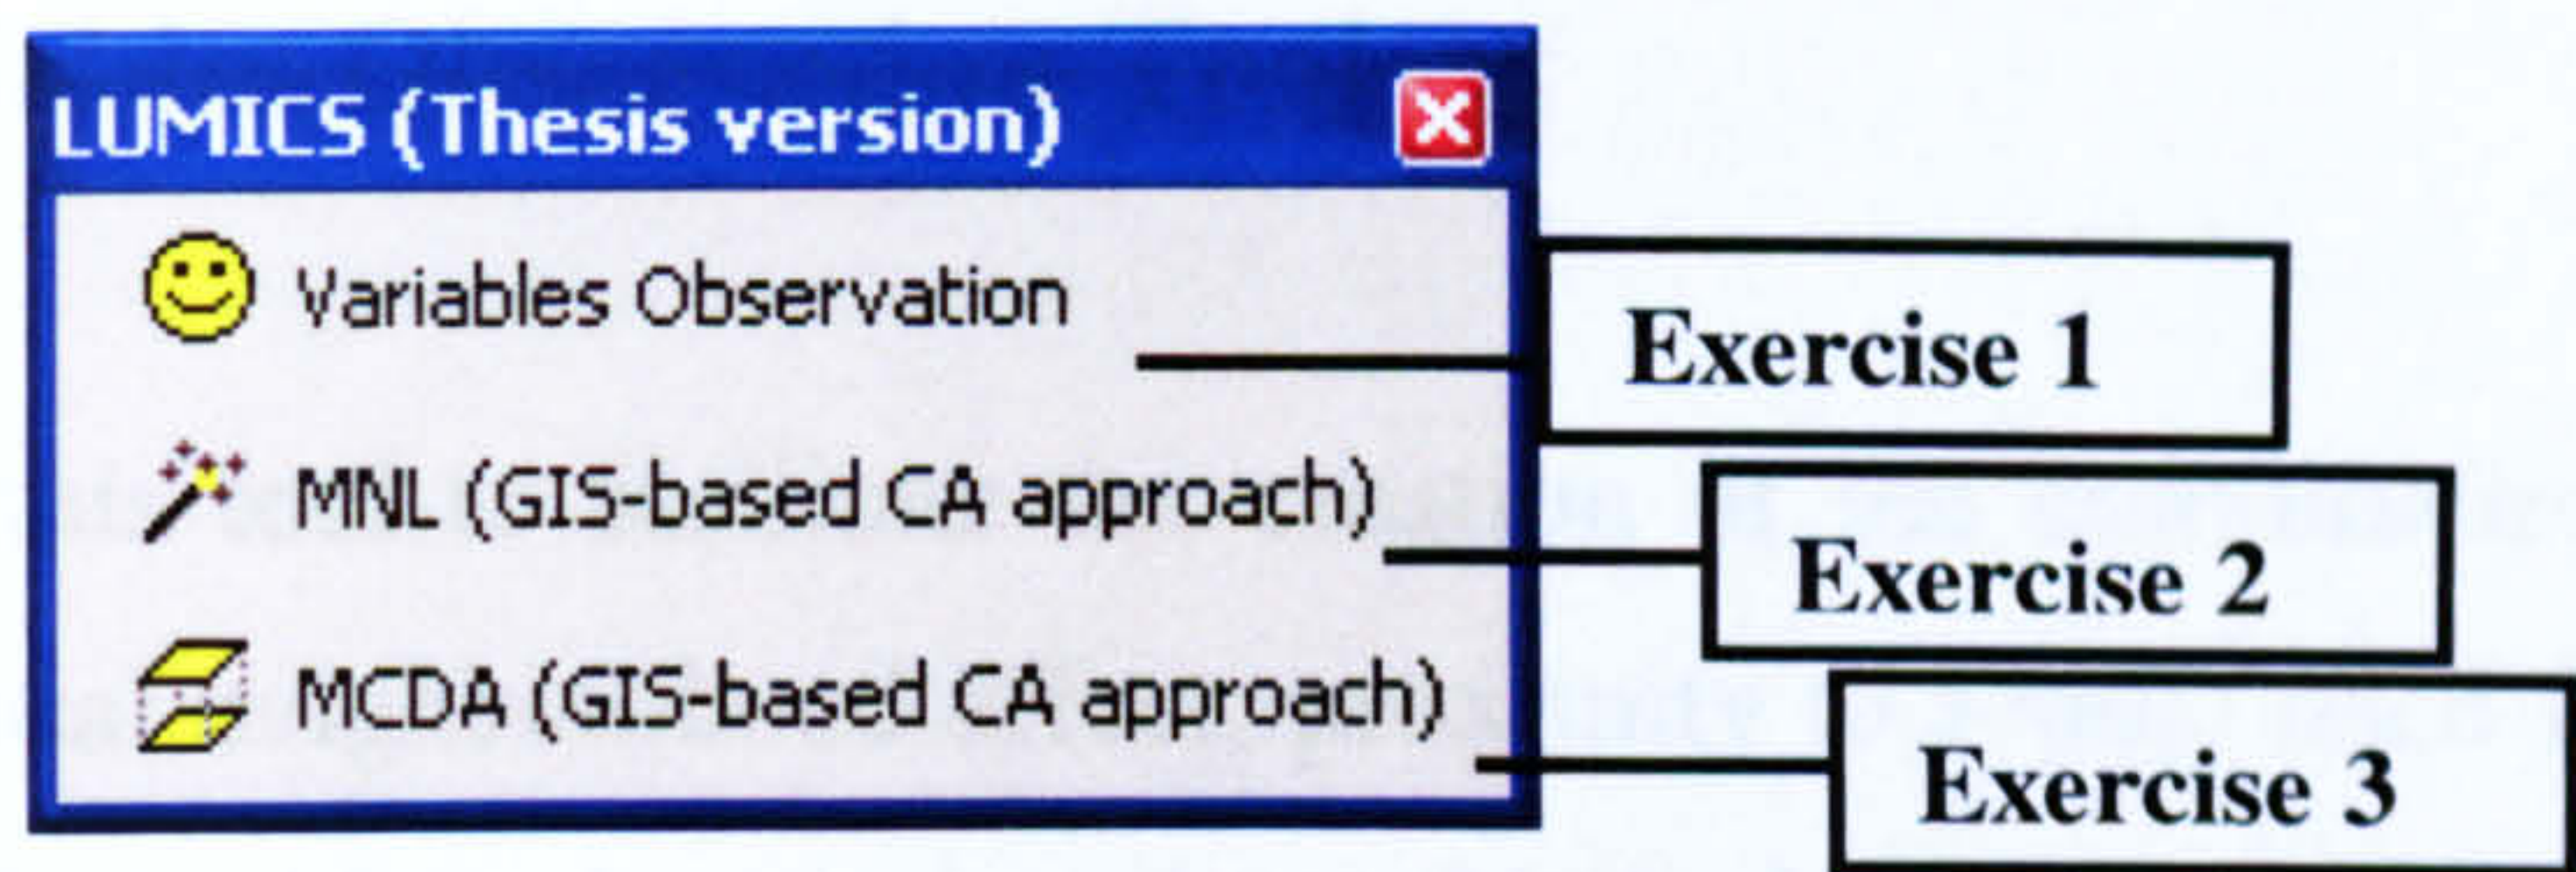 LUMICS (Thesis version)
Variables Observation
Exercise 1
MNL (GIS-based CA approach)
Exercise 2
MCDA (GIS-based CA approach)
Exercise 3